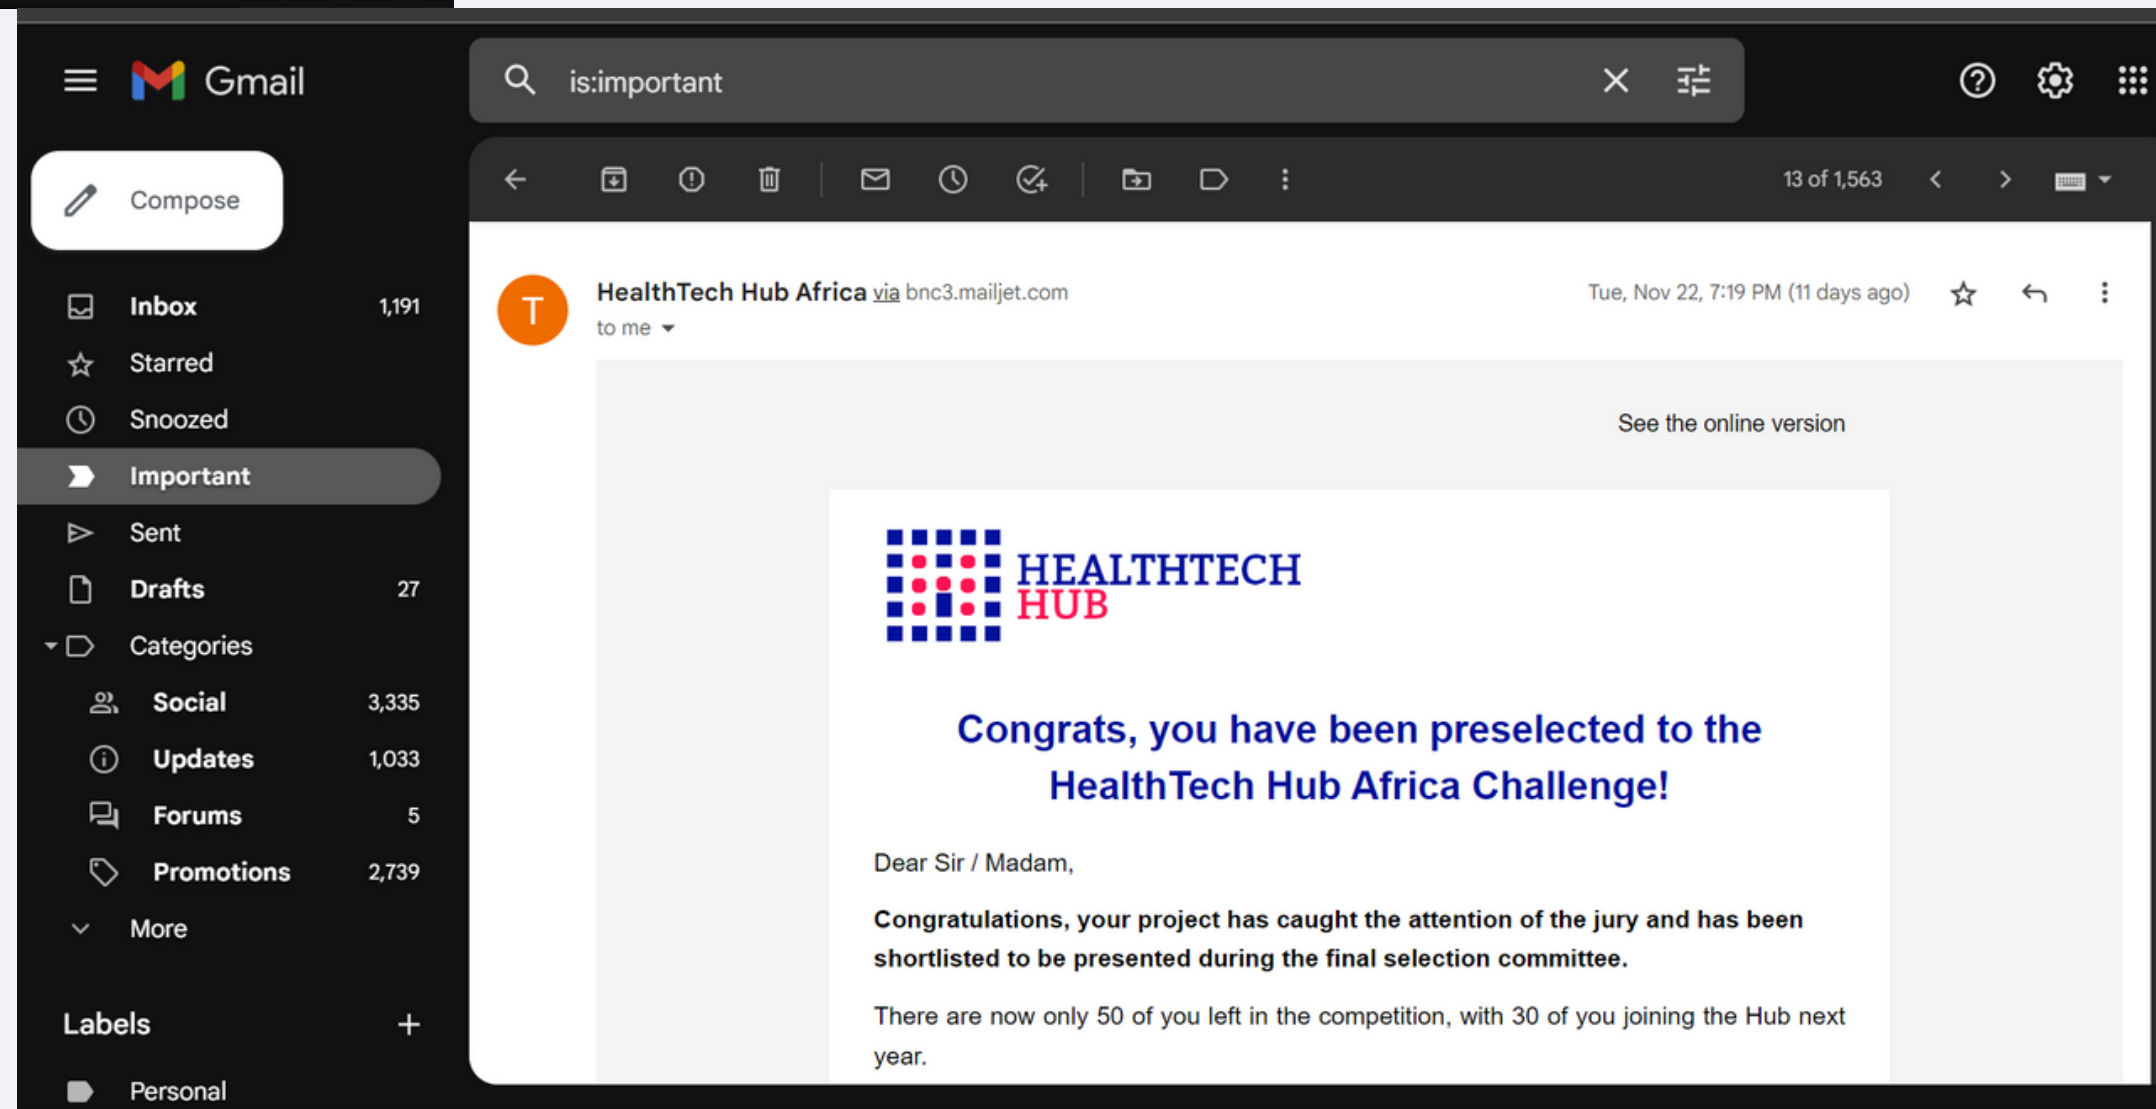 Gmail
is:important
Compose
13 of 1,563
Inbox 1,191
Starred
Snoozed
Important
Sent
Drafts 27
Categories
Social 3,335
Updates 1,033
Forums 5
Promotions 2,739
More
Labels
Personal
T
HealthTech Hub Africa via bnc3.mailjet.com
Tue, Nov 22, 7:19 PM (11 days ago)
to me
See the online version
HEALTHTECH
HUB
Congrats, you have been preselected to the
HealthTech Hub Africa Challenge!
Dear Sir / Madam,
Congratulations, your project has caught the attention of the jury and has been
shortlisted to be presented during the final selection committee.
There are now only 50 of you left in the competition, with 30 of you joining the Hub next
year.